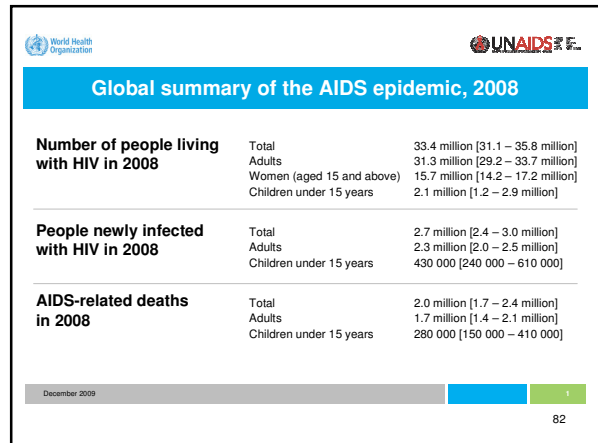 World Health
Organization
UNAIDS
Global summary of the AIDS epidemic, 2008
Number of people living
with HIV in 2008
Total 33.4 million [31.1 – 35.8 million]
Adults 31.3 million [29.2 – 33.7 million]
Women (aged 15 and above) 15.7 million [14.2 – 17.2 million]
Children under 15 years 2.1 million [1.2 – 2.9 million]
People newly infected
with HIV in 2008
Total 2.7 million [2.4 – 3.0 million]
Adults 2.3 million [2.0 – 2.5 million]
Children under 15 years 430 000 [240 000 – 610 000]
AIDS-related deaths
in 2008
Total 2.0 million [1.7 – 2.4 million]
Adults 1.7 million [1.4 – 2.1 million]
Children under 15 years 280 000 [150 000 – 410 000]
December 2009
1
82